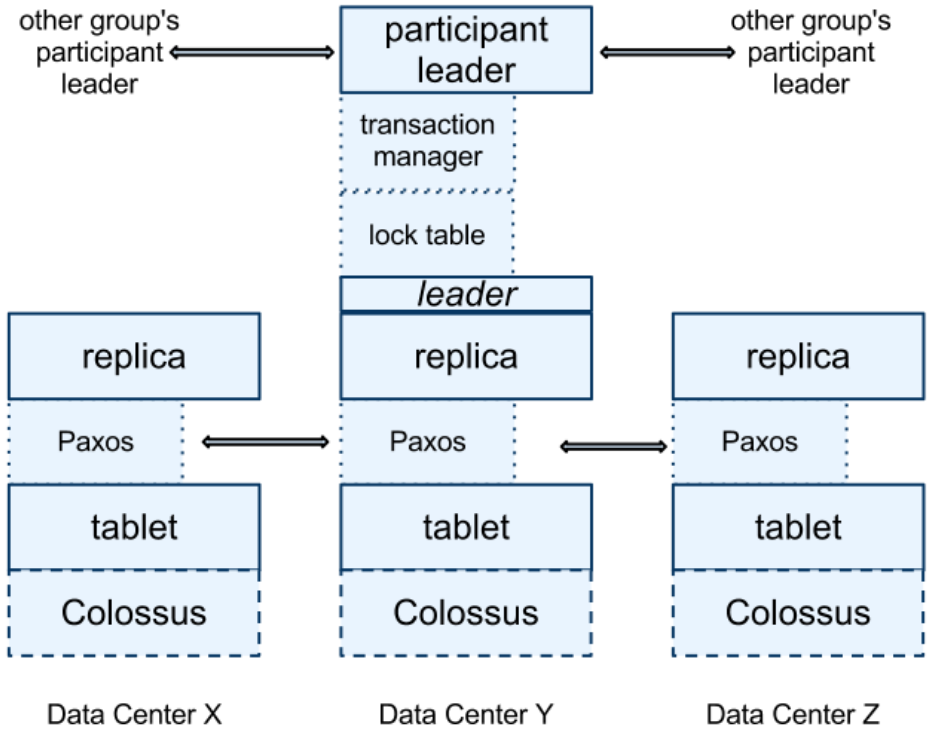 other group's
participant
leader
participant
leader
other group's
participant
leader
transaction
manager
lock table
leader
replica
replica
replica
Paxos
Paxos
Paxos
tablet
tablet
tablet
Colossus
Colossus
Colossus
Data Center X
Data Center Y
Data Center Z